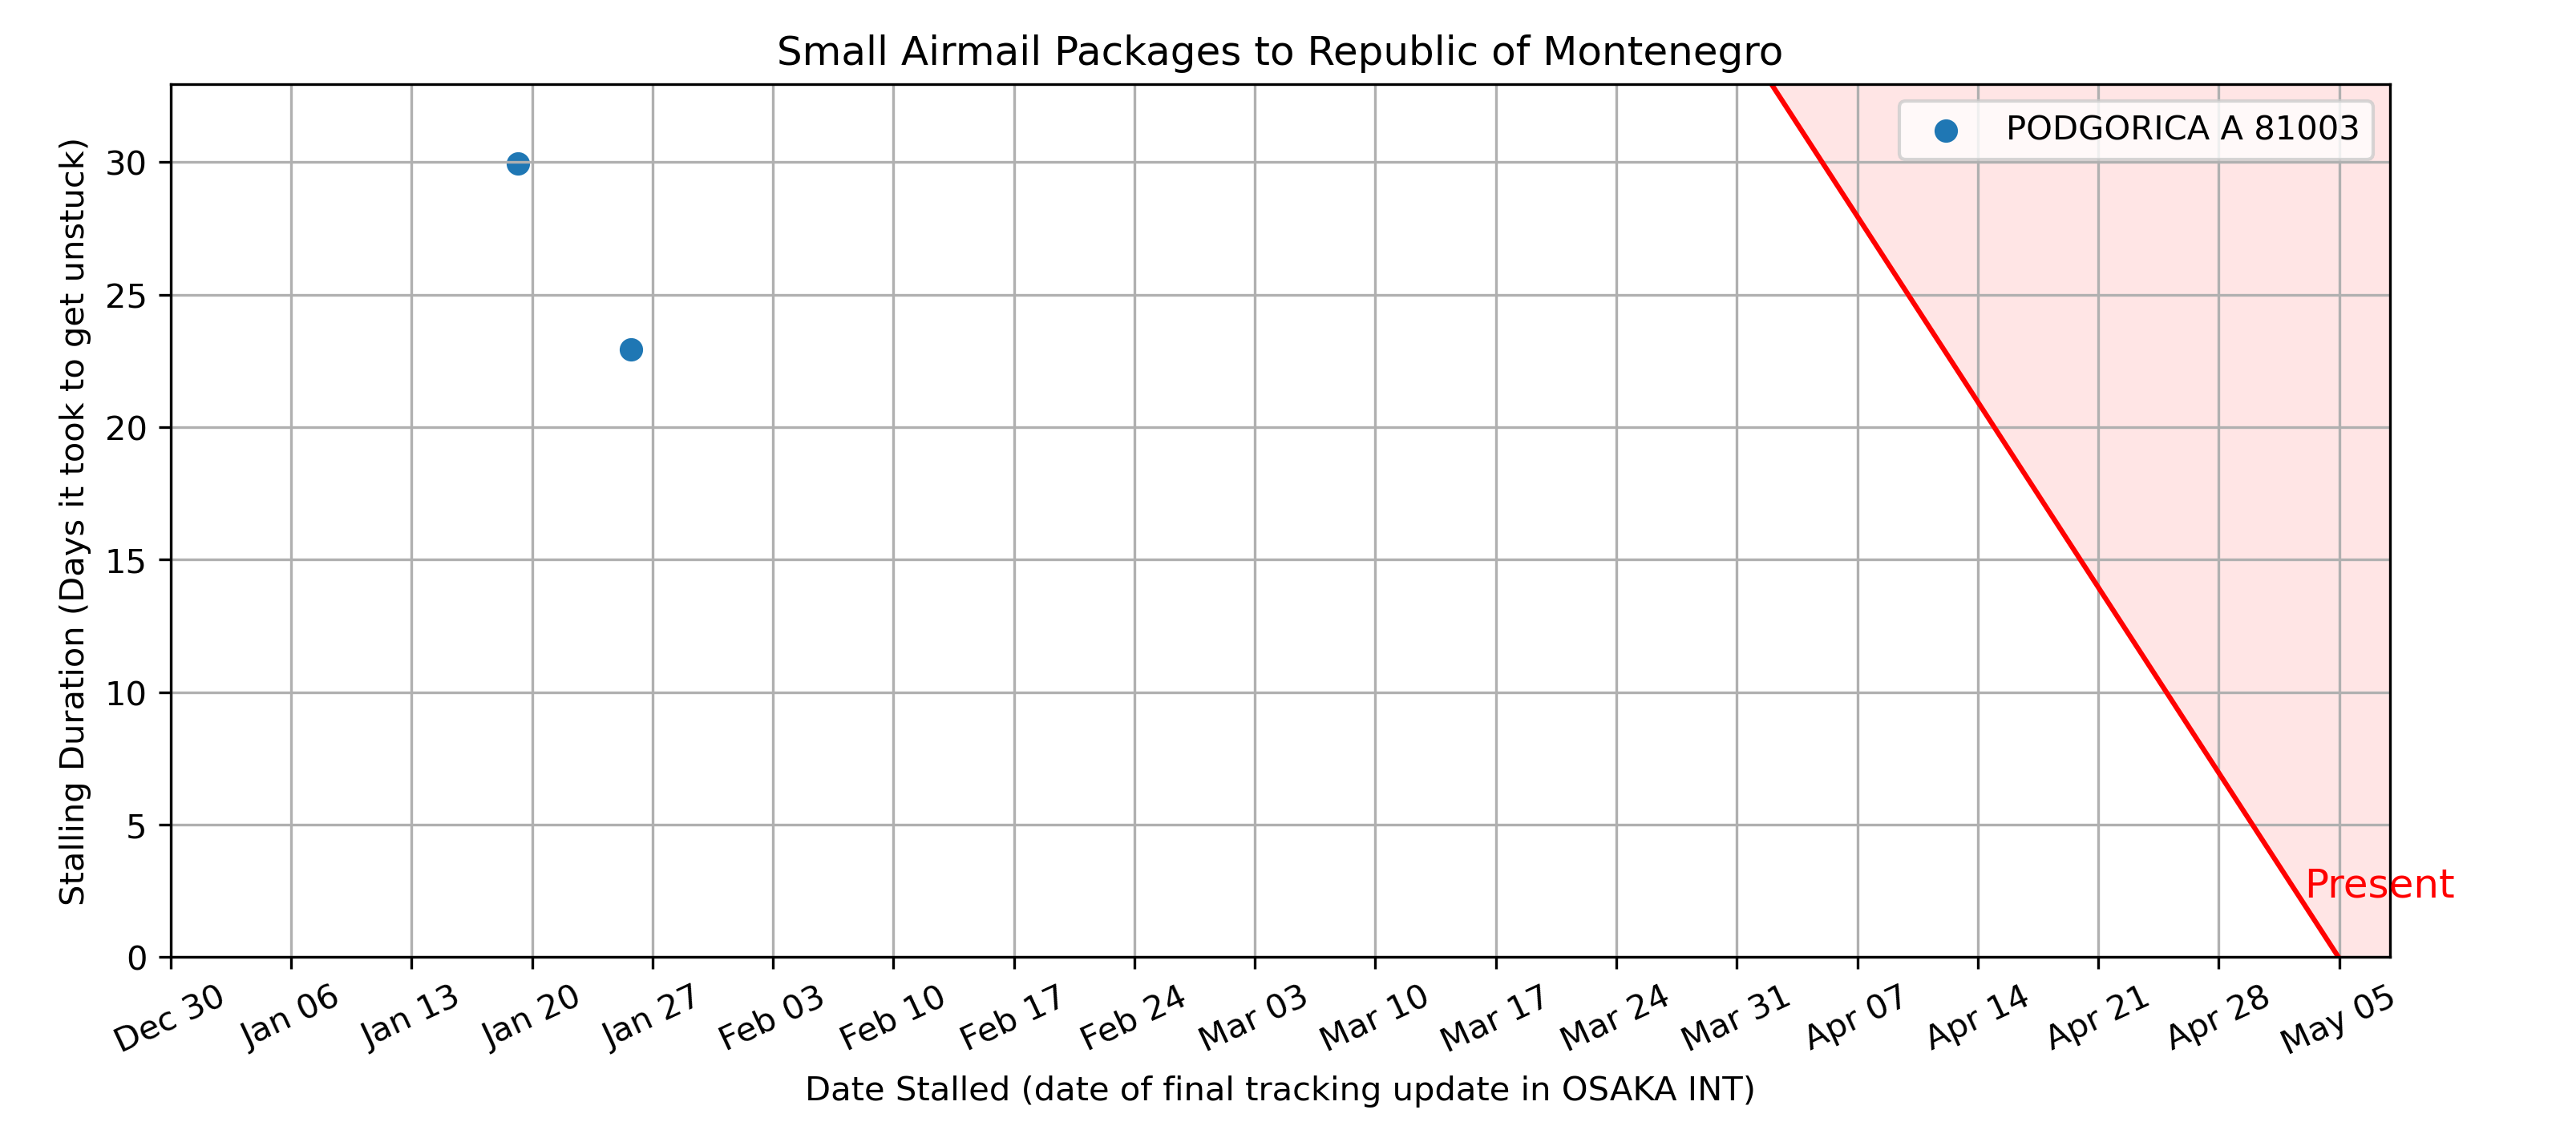 Small Airmail Packages to Republic of Montenegro
PODGORICA A 81003
Stalling Duration (Days it took to get unstuck)
30
25
20
15
10
5
0
Present
Dec 30
Jan 06
Jan 13
Jan 20
Jan 27
Feb 03
Feb 10
Feb 17
Feb 24
Mar 03
Mar 10
Mar 17
Mar 24
Mar 31
Apr 07
Apr 14
Apr 21
Apr 28
May 05
Date Stalled (date of final tracking update in OSAKA INT)